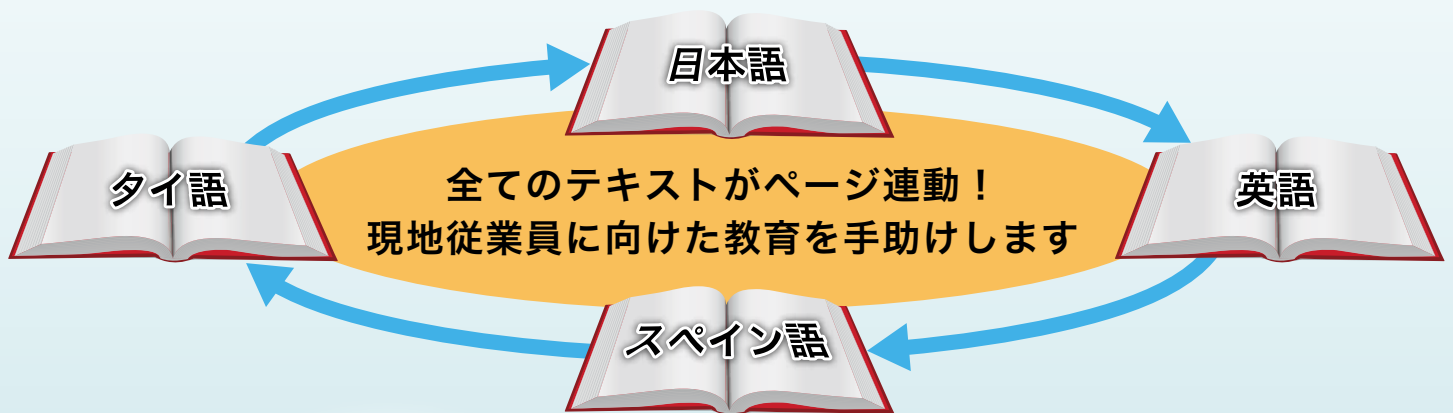 日本語
タイ語
全てのテキストがページ連動！
現地従業員に向けた教育を手助けします
英語
スペイン語